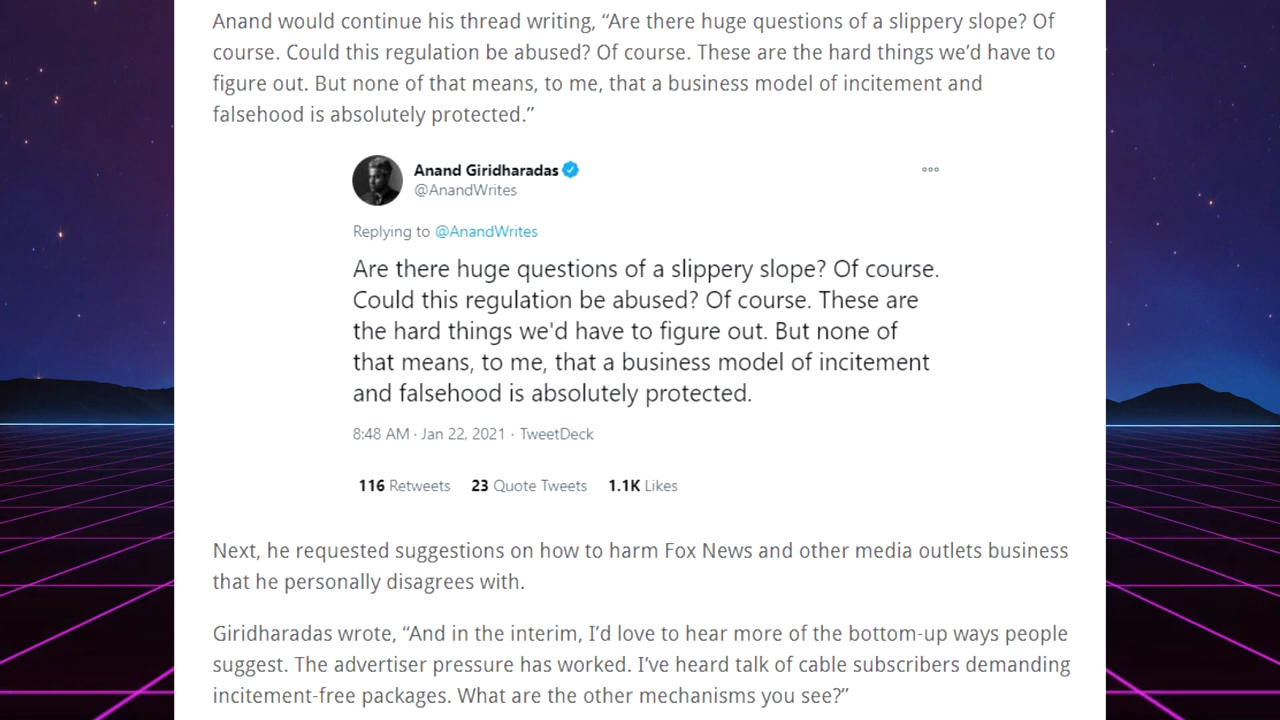 Anand would continue his thread writing, “Are there huge questions of a slippery slope? Of
course. Could this regulation be abused? Of course. These are the hard things we’d have to
figure out. But none of that means, to me, that a business model of incitement and
falsehood is absolutely protected.”
Anand Giridharadas
@AnandWrites
Replying to @AnandWrites
Are there huge questions of a slippery slope? Of course.
Could this regulation be abused? Of course. These are
the hard things we'd have to figure out. But none of
that means, to me, that a business model of incitement
and falsehood is absolutely protected.
8:48 AM · Jan 22, 2021 · TweetDeck
116 Retweets 23 Quote Tweets 1.1K Likes
Next, he requested suggestions on how to harm Fox News and other media outlets business
that he personally disagrees with.
Giridharadas wrote, “And in the interim, I’d love to hear more of the bottom-up ways people
suggest. The advertiser pressure has worked. I’ve heard talk of cable subscribers demanding
incitement-free packages. What are the other mechanisms you see?”